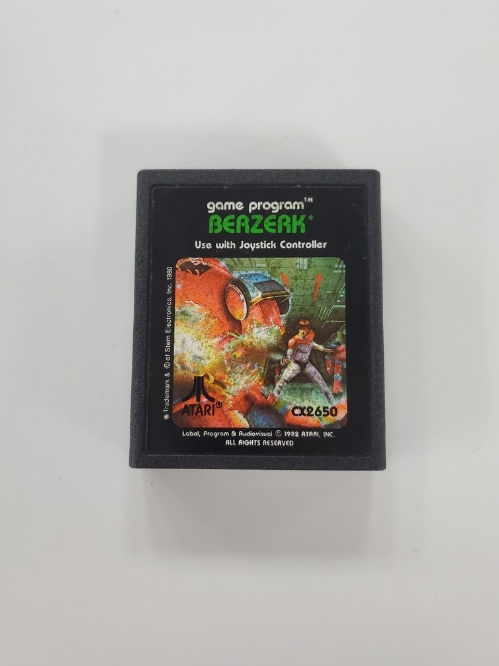 game program™
BERZERK*
Use with Joystick Controller
* Trademark & © of Stern Electronics, Inc. 1980
ATARI®
CX2650
Label, Program & Audiovisual © 1982 ATARI, INC.
ALL RIGHTS RESERVED